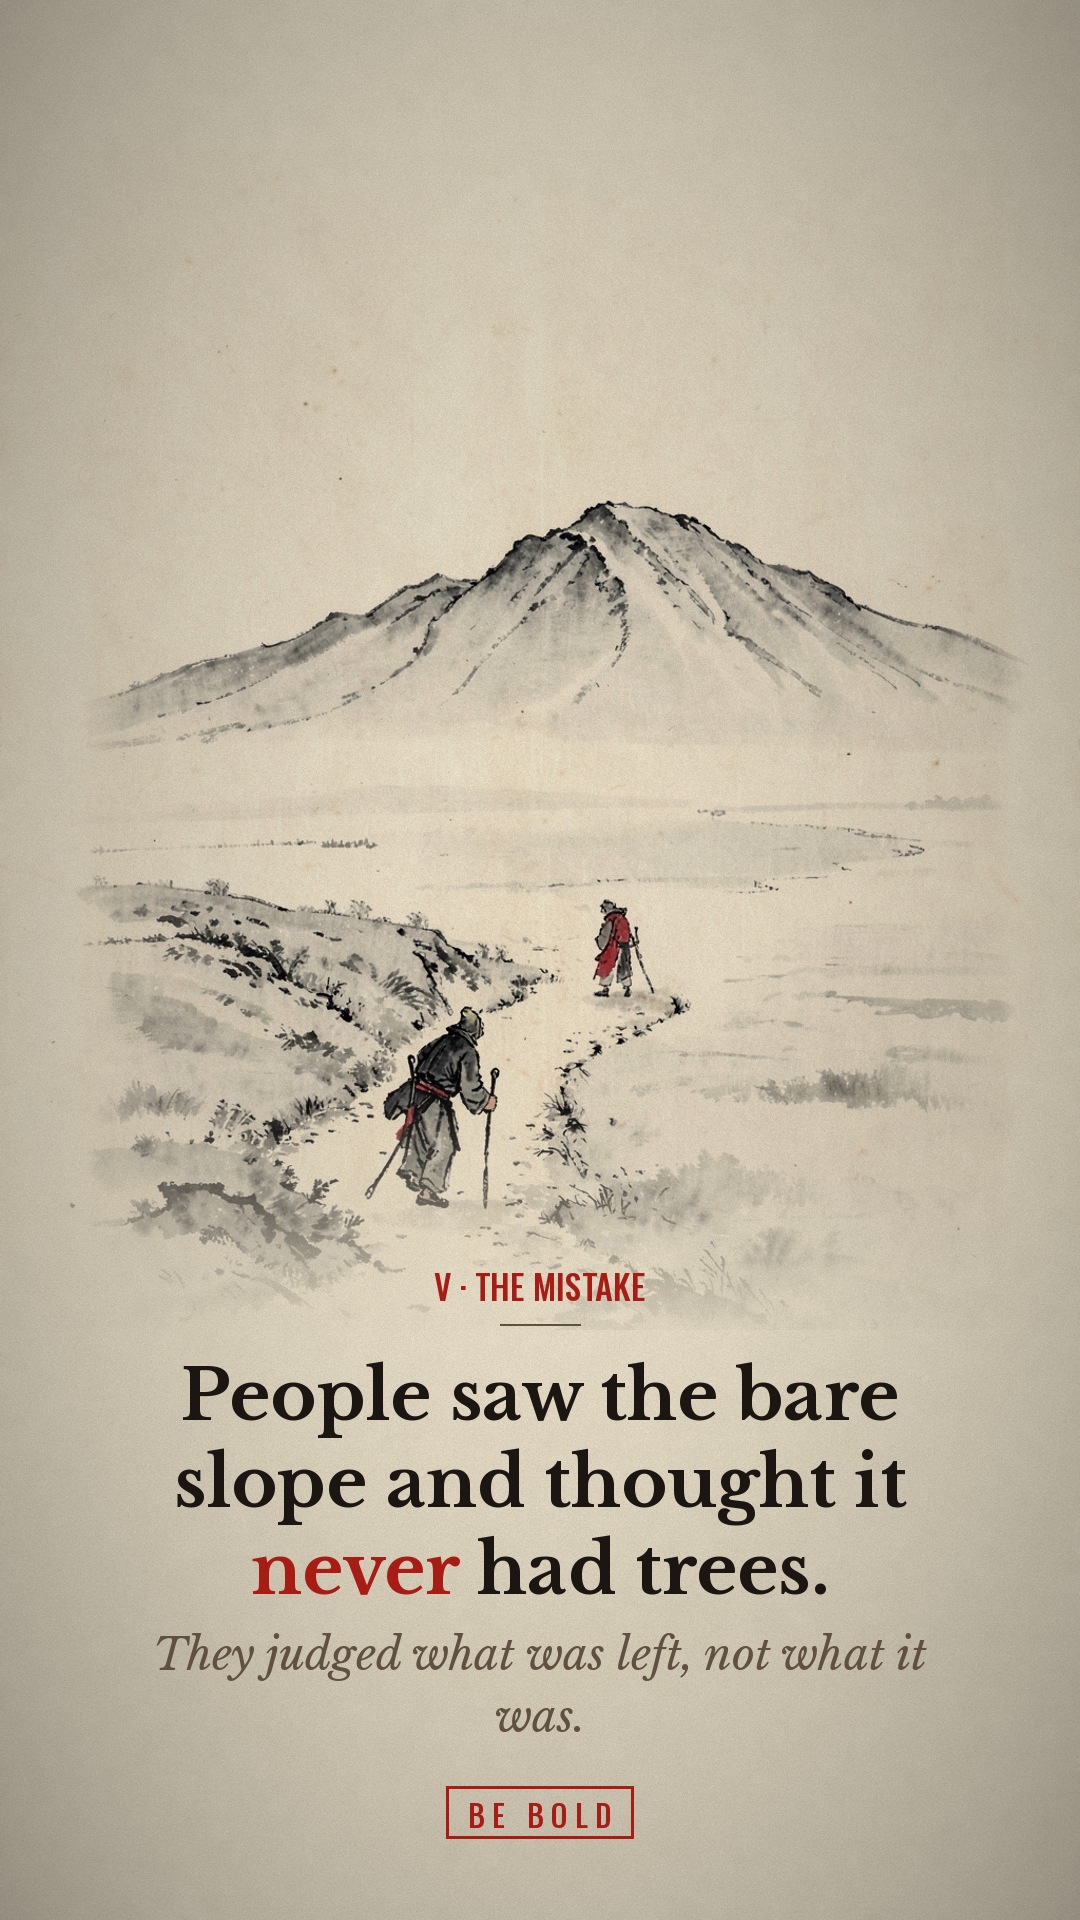 V · THE MISTAKE
People saw the bare
slope and thought it
never had trees.
They judged what was left, not what it
was.
BE BOLD